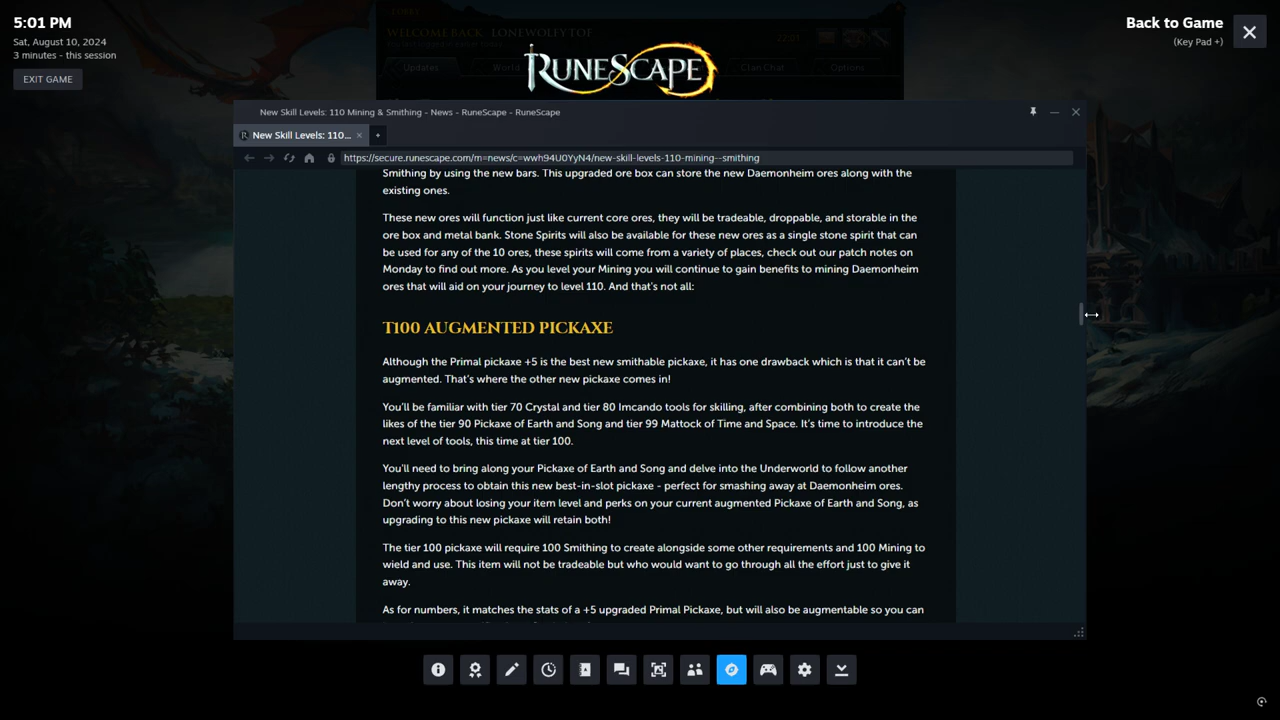 5:01 PM
Sat, August 10, 2024
3 minutes - this session
EXIT GAME
LOBBY
WELCOME BACK LONEWOLFYTOF
Updates
World
Clan Chat
Options
RUNESCAPE
Back to Game
(Key Pad +)
New Skill Levels: 110 Mining & Smithing - News - RuneScape - RuneScape
New Skill Levels: 110...
https://secure.runescape.com/m=news/c=wwh94U0YyN4/new-skill-levels-110-mining--smithing
Smithing by using the new bars. This upgraded ore box can store the new Daemonheim ores along with the
existing ones.
These new ores will function just like current core ores, they will be tradeable, droppable, and storable in the
ore box and metal bank. Stone Spirits will also be available for these new ores as a single stone spirit that can
be used for any of the 10 ores, these spirits will come from a variety of places, check out our patch notes on
Monday to find out more. As you level your Mining you will continue to gain benefits to mining Daemonheim
ores that will aid on your journey to level 110. And that's not all:
T100 AUGMENTED PICKAXE
Although the Primal pickaxe +5 is the best new smithable pickaxe, it has one drawback which is that it can't be
augmented. That's where the other new pickaxe comes in!
You'll be familiar with tier 70 Crystal and tier 80 Imcando tools for skilling, after combining both to create the
likes of the tier 90 Pickaxe of Earth and Song and tier 99 Mattock of Time and Space. It's time to introduce the
next level of tools, this time at tier 100.
You'll need to bring along your Pickaxe of Earth and Song and delve into the Underworld to follow another
lengthy process to obtain this new best-in-slot pickaxe - perfect for smashing away at Daemonheim ores.
Don't worry about losing your item level and perks on your current augmented Pickaxe of Earth and Song, as
upgrading to this new pickaxe will retain both!
The tier 100 pickaxe will require 100 Smithing to create alongside some other requirements and 100 Mining to
wield and use. This item will not be tradeable but who would want to go through all the effort just to give it
away.
As for numbers, it matches the stats of a +5 upgraded Primal Pickaxe, but will also be augmentable so you can